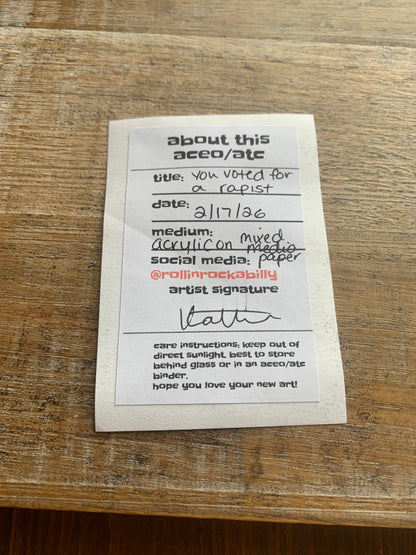 about this
aceo/atc
title: you voted for
a rapist
date: 2/17/26
medium: mixed
acrylic on media
social media: paper
@rollinrockabilly
artist signature
care instructions: keep out of
direct sunlight. best to store
behind glass or in an aceo/atc
binder.
hope you love your new art!